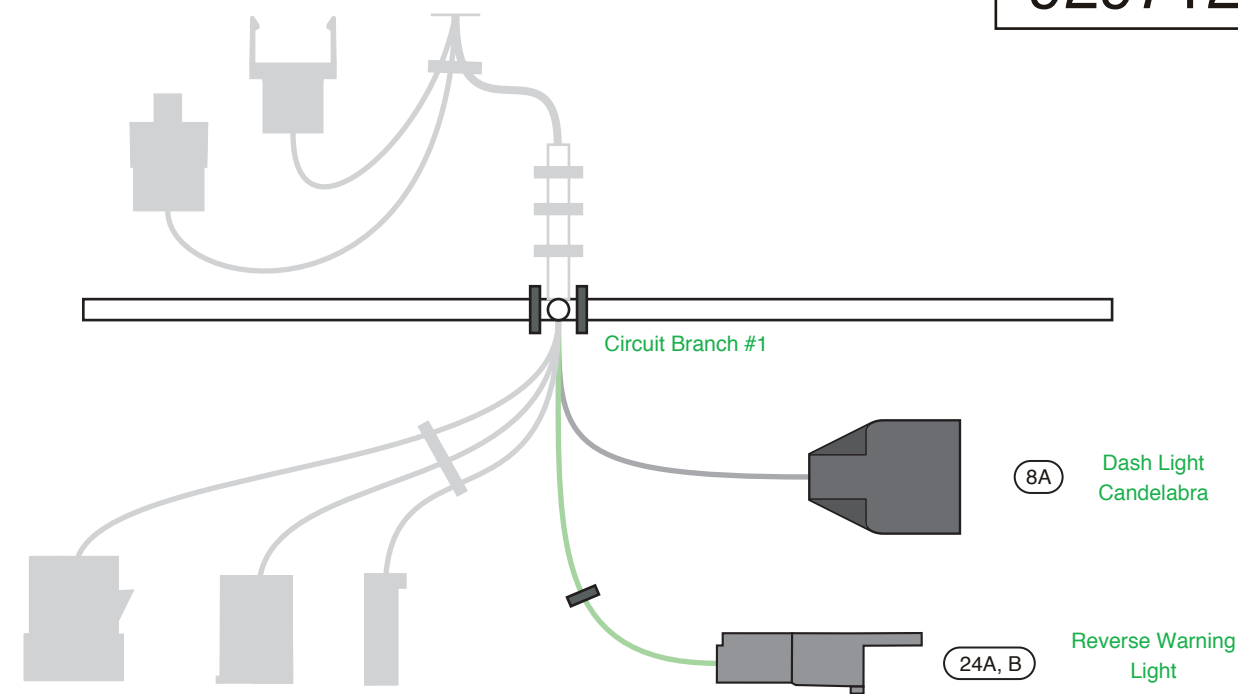 Circuit Branch #1
8A
Dash Light
Candelabra
24A, B
Reverse Warning
Light